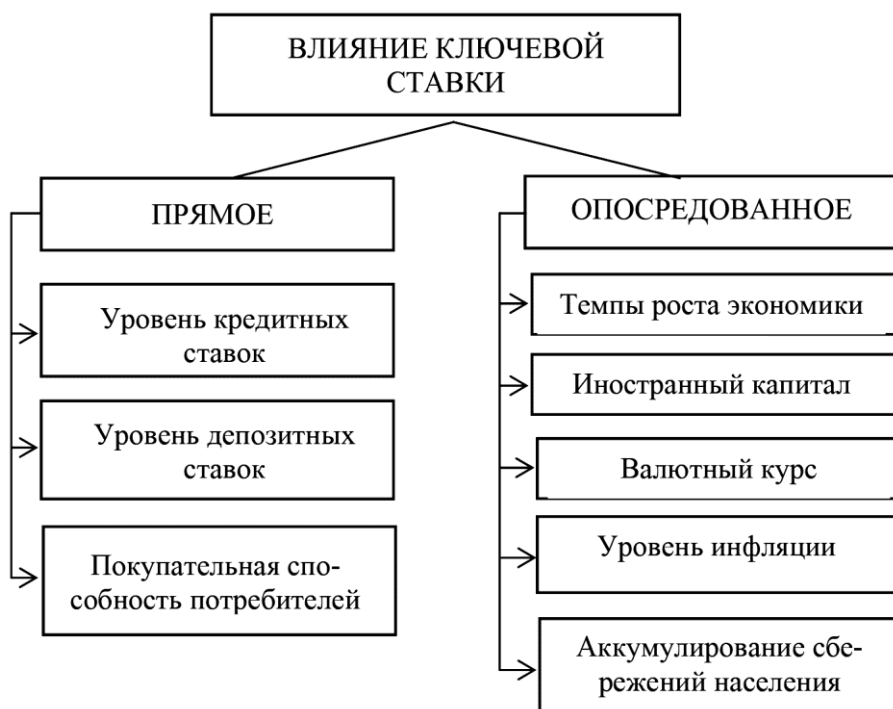 ВЛИЯНИЕ КЛЮЧЕВОЙ
СТАВКИ
ПРЯМОЕ
Уровень кредитных
ставок
Уровень депозитных
ставок
Покупательная спо-
собность потребителей
ОПОСРЕДОВАННОЕ
Темпы роста экономики
Иностранный капитал
Валютный курс
Уровень инфляции
Аккумулирование сбе-
режений населения